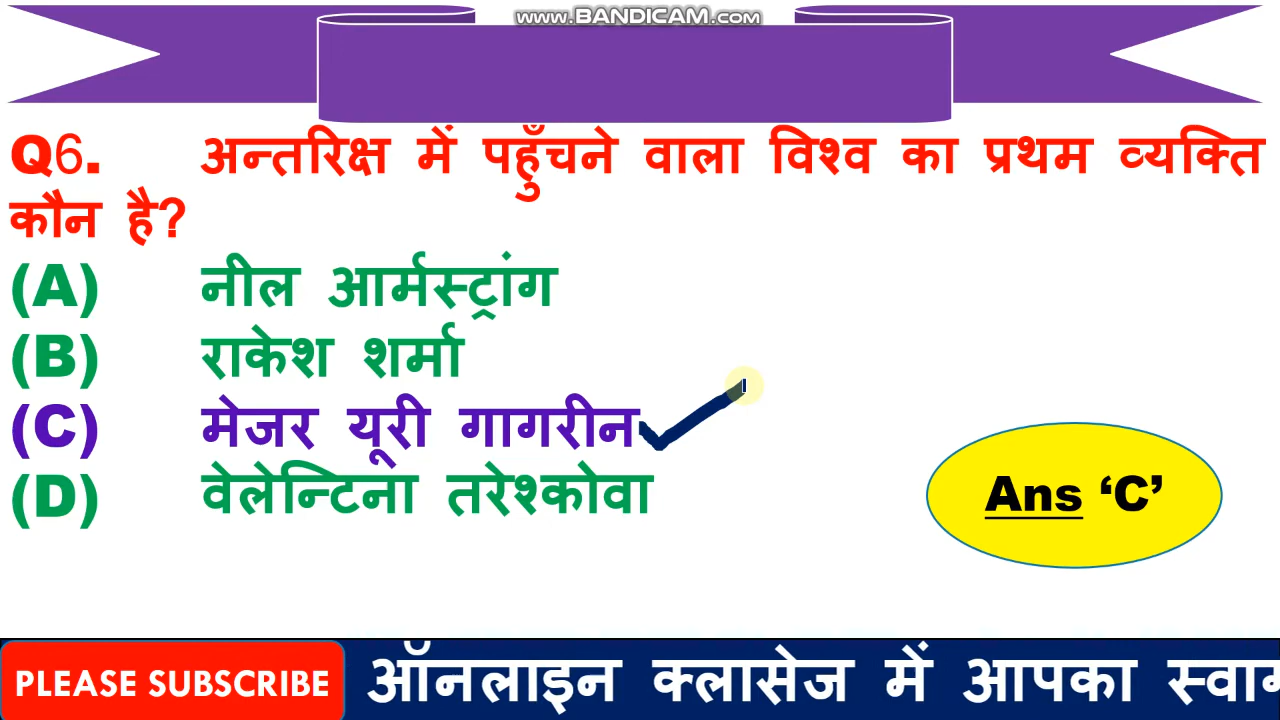 www.BANDICAM.com
Q6. अन्तरिक्ष में पहुँचने वाला विश्व का प्रथम व्यक्ति
कौन है?
(A) नील आर्मस्ट्रांग
(B) राकेश शर्मा
(C) मेजर यूरी गागरीन
(D) वेलेन्टिना तरेश्कोवा
Ans ‘C’
PLEASE SUBSCRIBE ऑनलाइन क्लासेज में आपका